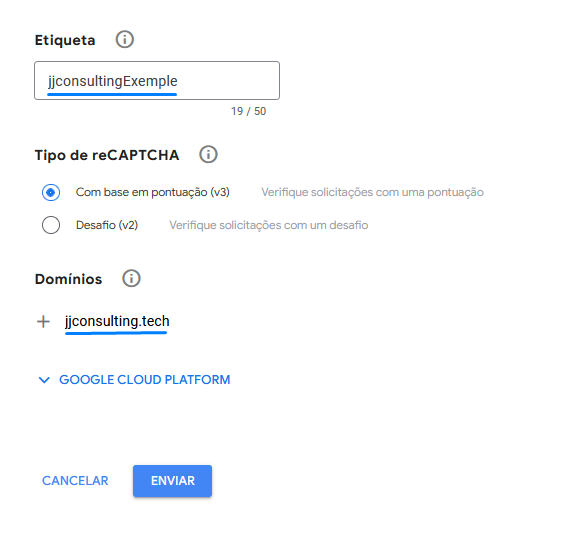 Etiqueta
jjconsultingExemple
19 / 50
Tipo de reCAPTCHA
Com base em pontuação (v3) Verifique solicitações com uma pontuação
Desafio (v2) Verifique solicitações com um desafio
Domínios
+ jjconsulting.tech
GOOGLE CLOUD PLATFORM
CANCELAR ENVIAR